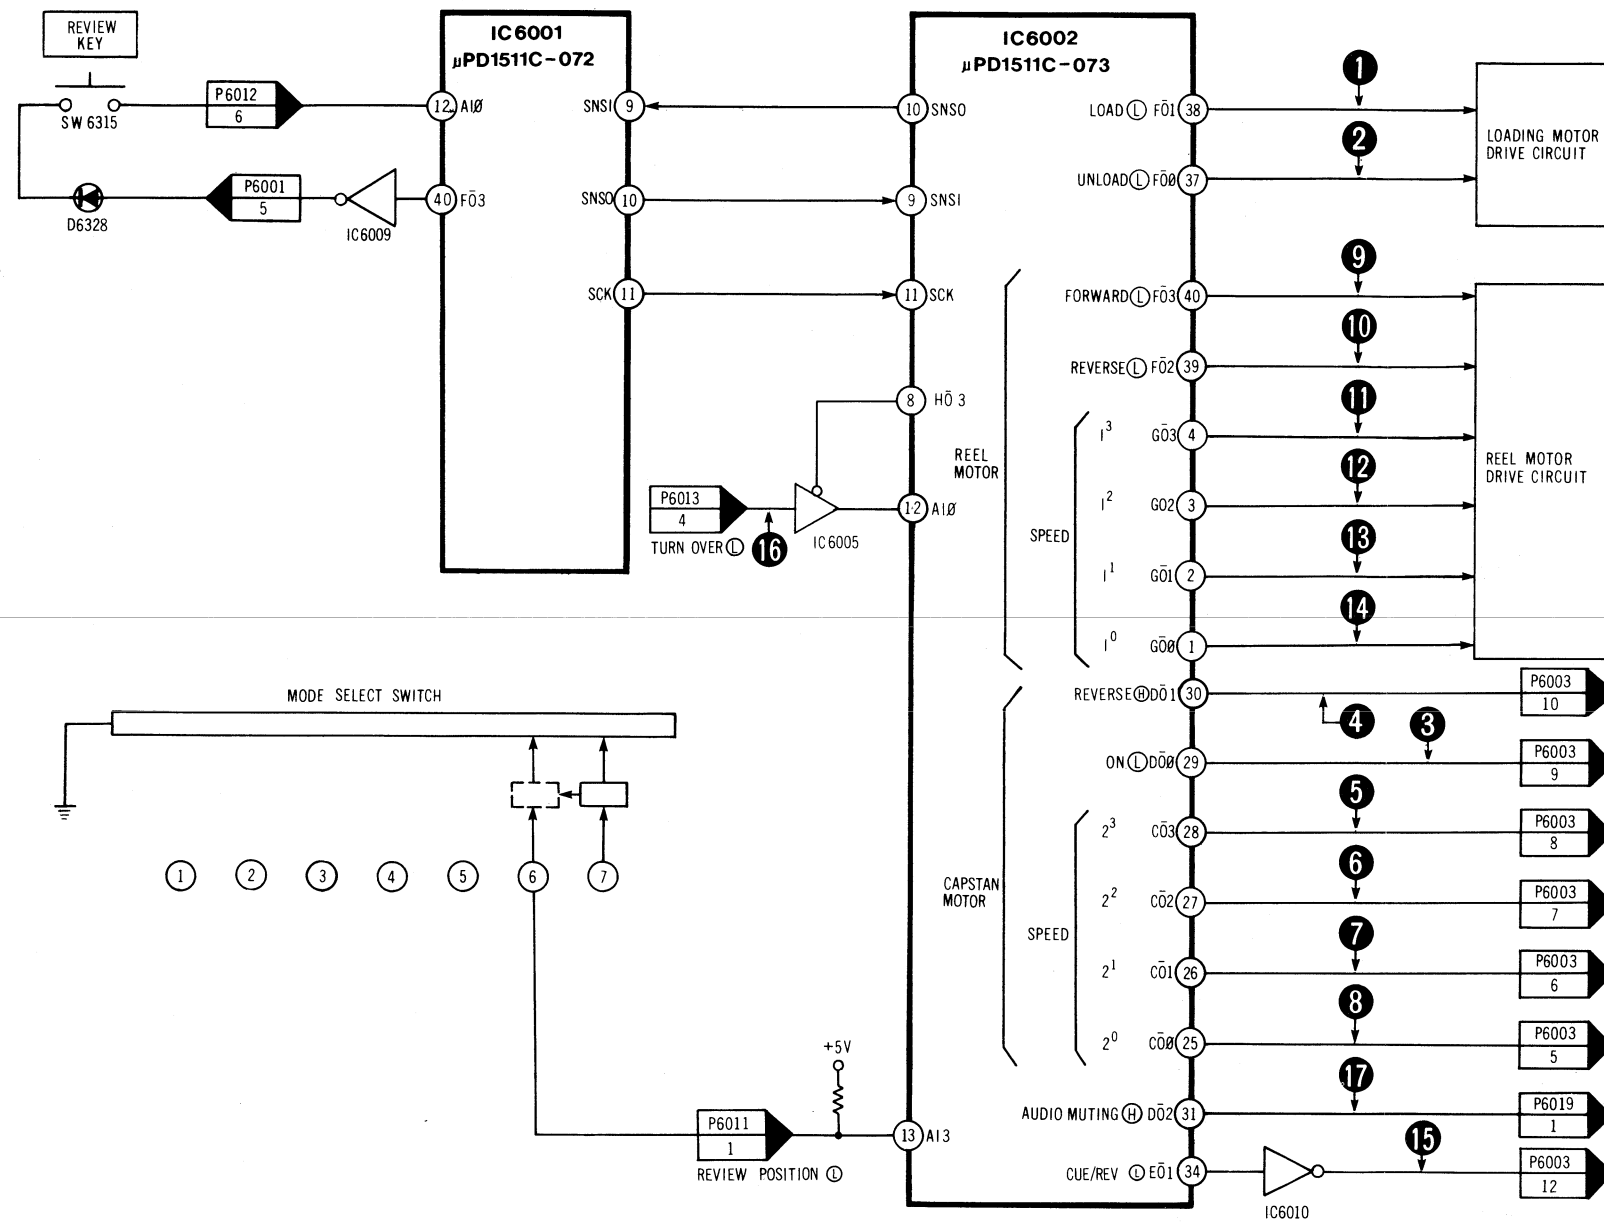 REVIEW
KEY
SW 6315
P6012
6
D6328
P6001
5
IC6009
IC6001
µPD1511C-072
12 AIØ
40 FŌ3
SNSI 9
SNSO 10
SCK 11
IC6002
µPD1511C-073
10 SNSO
9 SNSI
11 SCK
8 HŌ 3
12 AIØ
13 AI3
P6013
4
TURN OVER Ⓛ
16
IC6005
REEL
MOTOR
SPEED
LOAD Ⓛ FŌ1 38
1
UNLOAD Ⓛ FŌØ 37
2
LOADING MOTOR
DRIVE CIRCUIT
FORWARD Ⓛ FŌ3 40
9
REVERSE Ⓛ FŌ2 39
10
I³ GŌ3 4
11
I² GO2 3
12
I¹ GŌ1 2
13
I⁰ GŌØ 1
14
REEL MOTOR
DRIVE CIRCUIT
CAPSTAN
MOTOR
SPEED
REVERSE Ⓗ DŌ1 30
4
P6003
10
ON Ⓛ DŌØ 29
3
P6003
9
2³ CŌ3 28
5
P6003
8
2² CŌ2 27
6
P6003
7
2¹ CŌ1 26
7
P6003
6
2⁰ CŌØ 25
8
P6003
5
AUDIO MUTING Ⓗ DŌ2 31
17
P6019
1
CUE/REV Ⓛ EŌ1 34
IC6010
15
P6003
12
MODE SELECT SWITCH
1 2 3 4 5 6 7
+5V
P6011
1
REVIEW POSITION Ⓛ